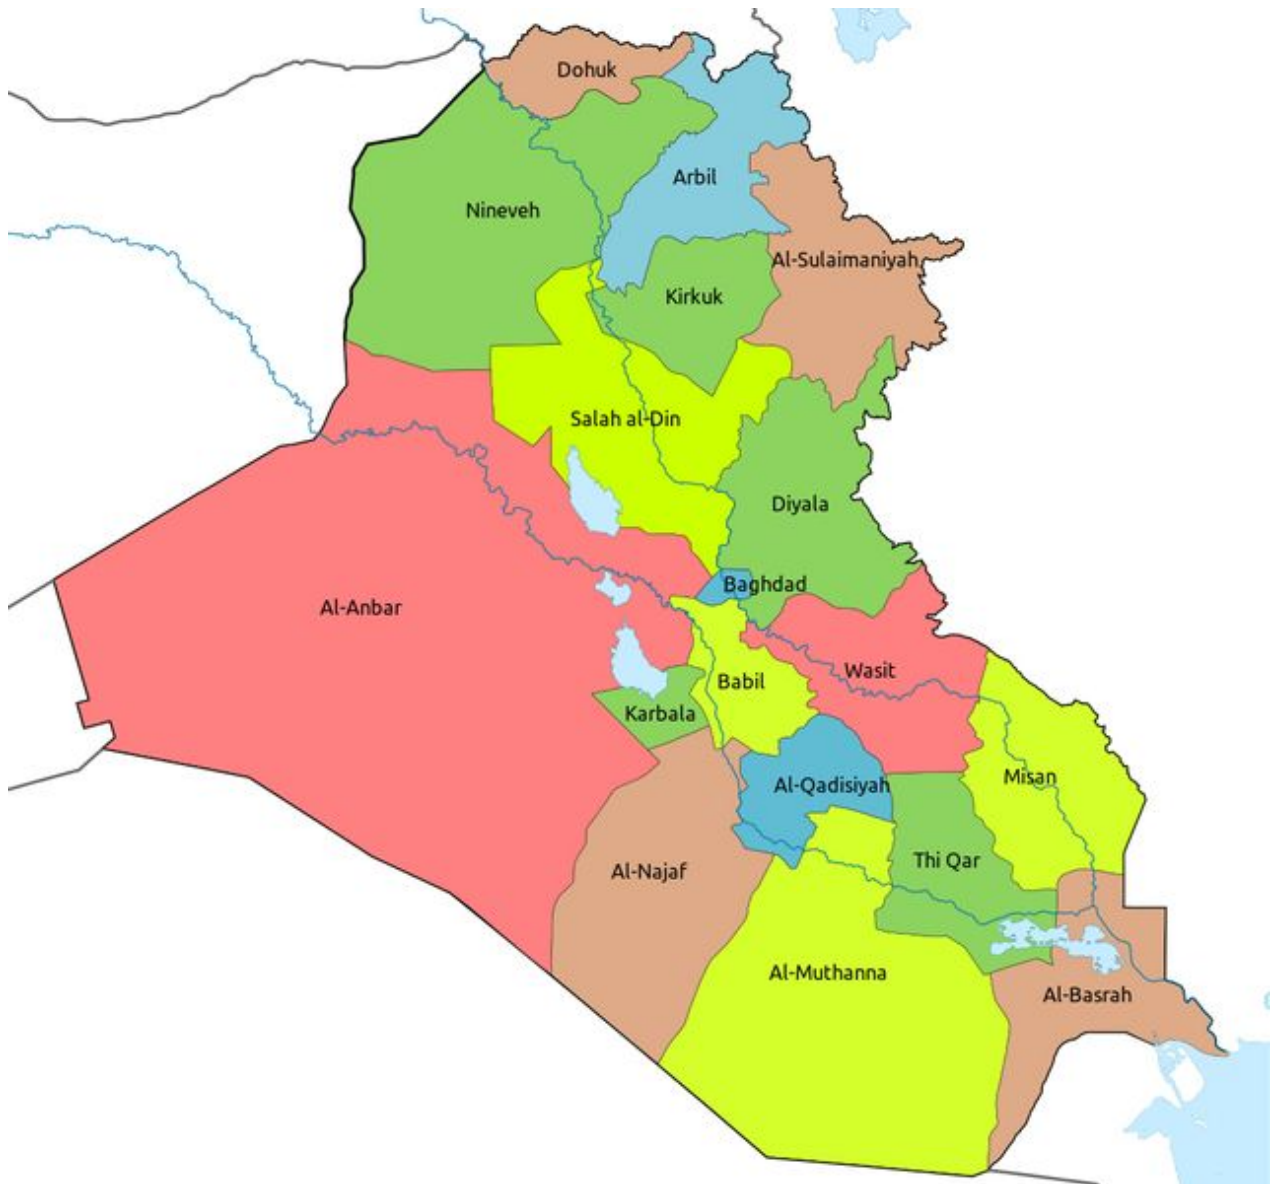 Dohuk
Arbil
Nineveh
Al-Sulaimaniyah
Kirkuk
Salah al-Din
Diyala
Baghdad
Al-Anbar
Wasit
Babil
Karbala
Misan
Al-Qadisiyah
Thi Qar
Al-Najaf
Al-Muthanna
Al-Basrah